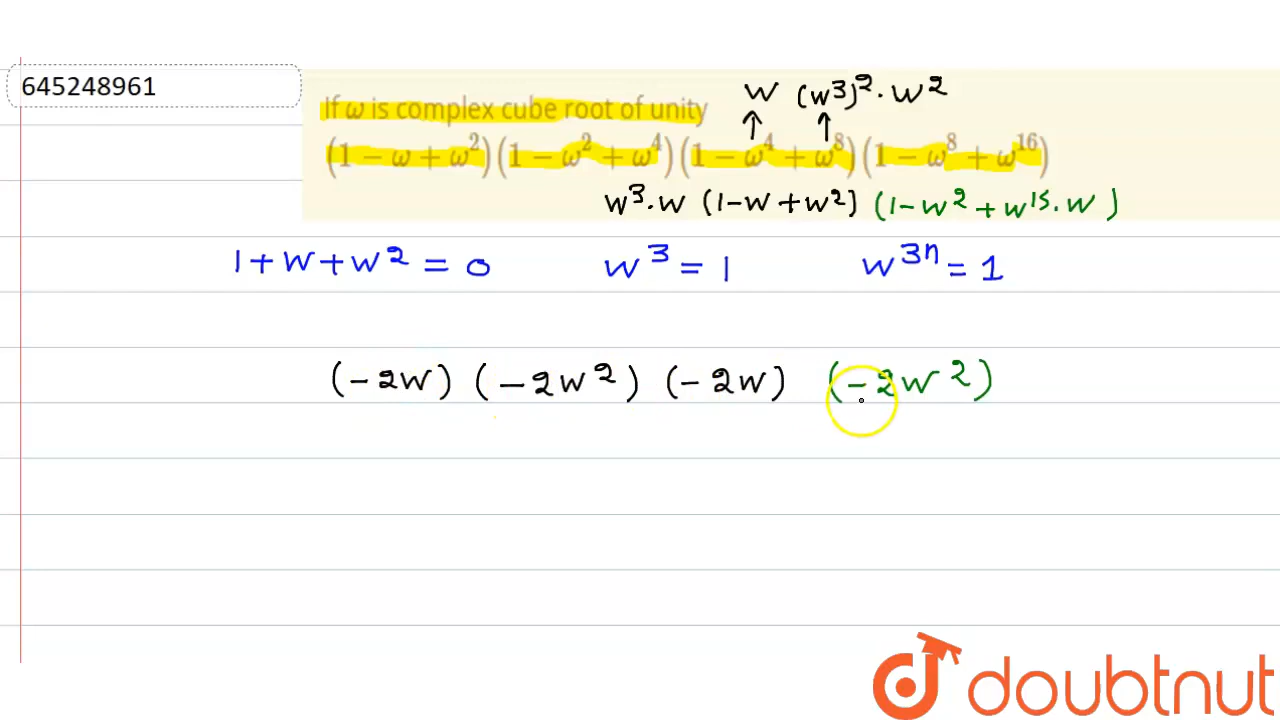 645248961
If ω is complex cube root of unity
w (w³)²·w²
↑ ↑
(1 − ω + ω²)(1 − ω² + ω⁴)(1 − ω⁴ + ω⁸)(1 − ω⁸ + ω¹⁶)
w³·w (1-w+w²) (1-w²+w¹⁵·w)
1+w+w² = 0 w³ = 1 w³ⁿ = 1
(-2w) (-2w²) (-2w) (-2w²)
doubtnut